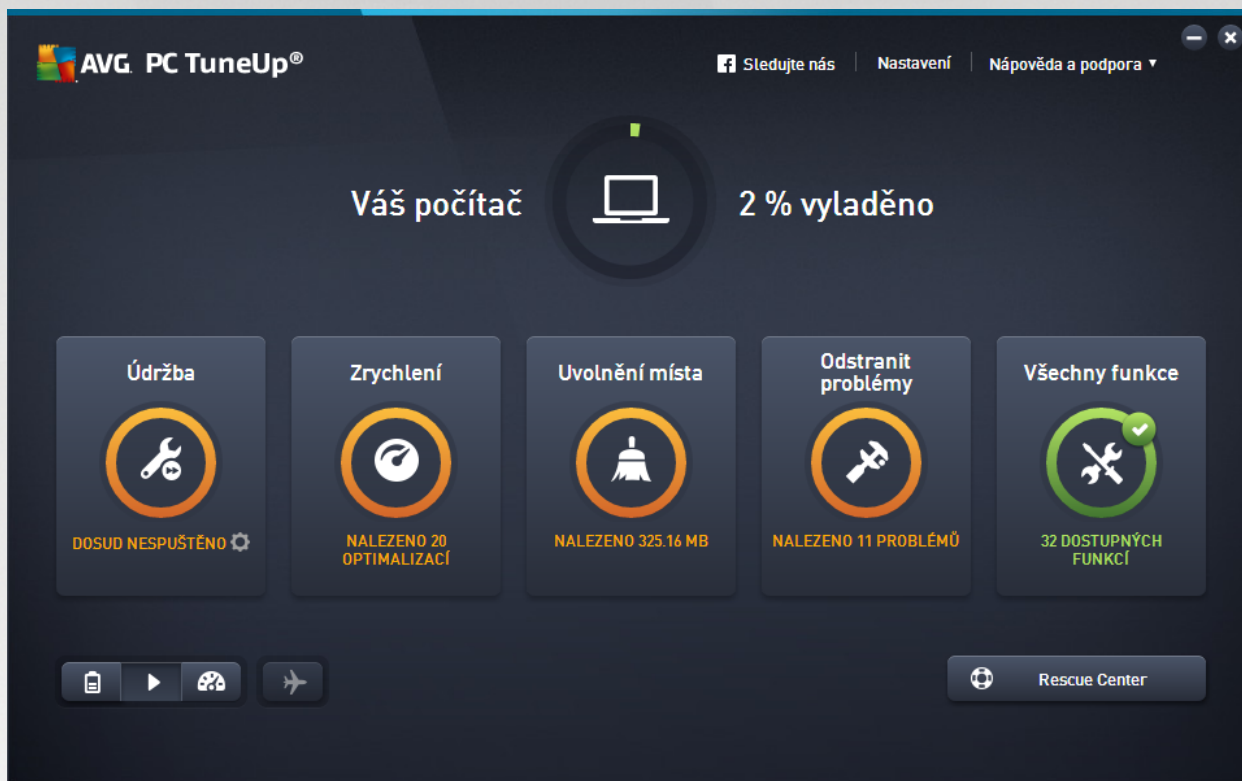 AVG. PC TuneUp®
Sledujte nás
Nastavení
Nápověda a podpora
Váš počítač
2 % vyladěno
Údržba
DOSUD NESPUŠTĚNO
Zrychlení
NALEZENO 20
OPTIMALIZACÍ
Uvolnění místa
NALEZENO 325.16 MB
Odstranit
problémy
NALEZENO 11 PROBLÉMŮ
Všechny funkce
32 DOSTUPNÝCH
FUNKCÍ
Rescue Center